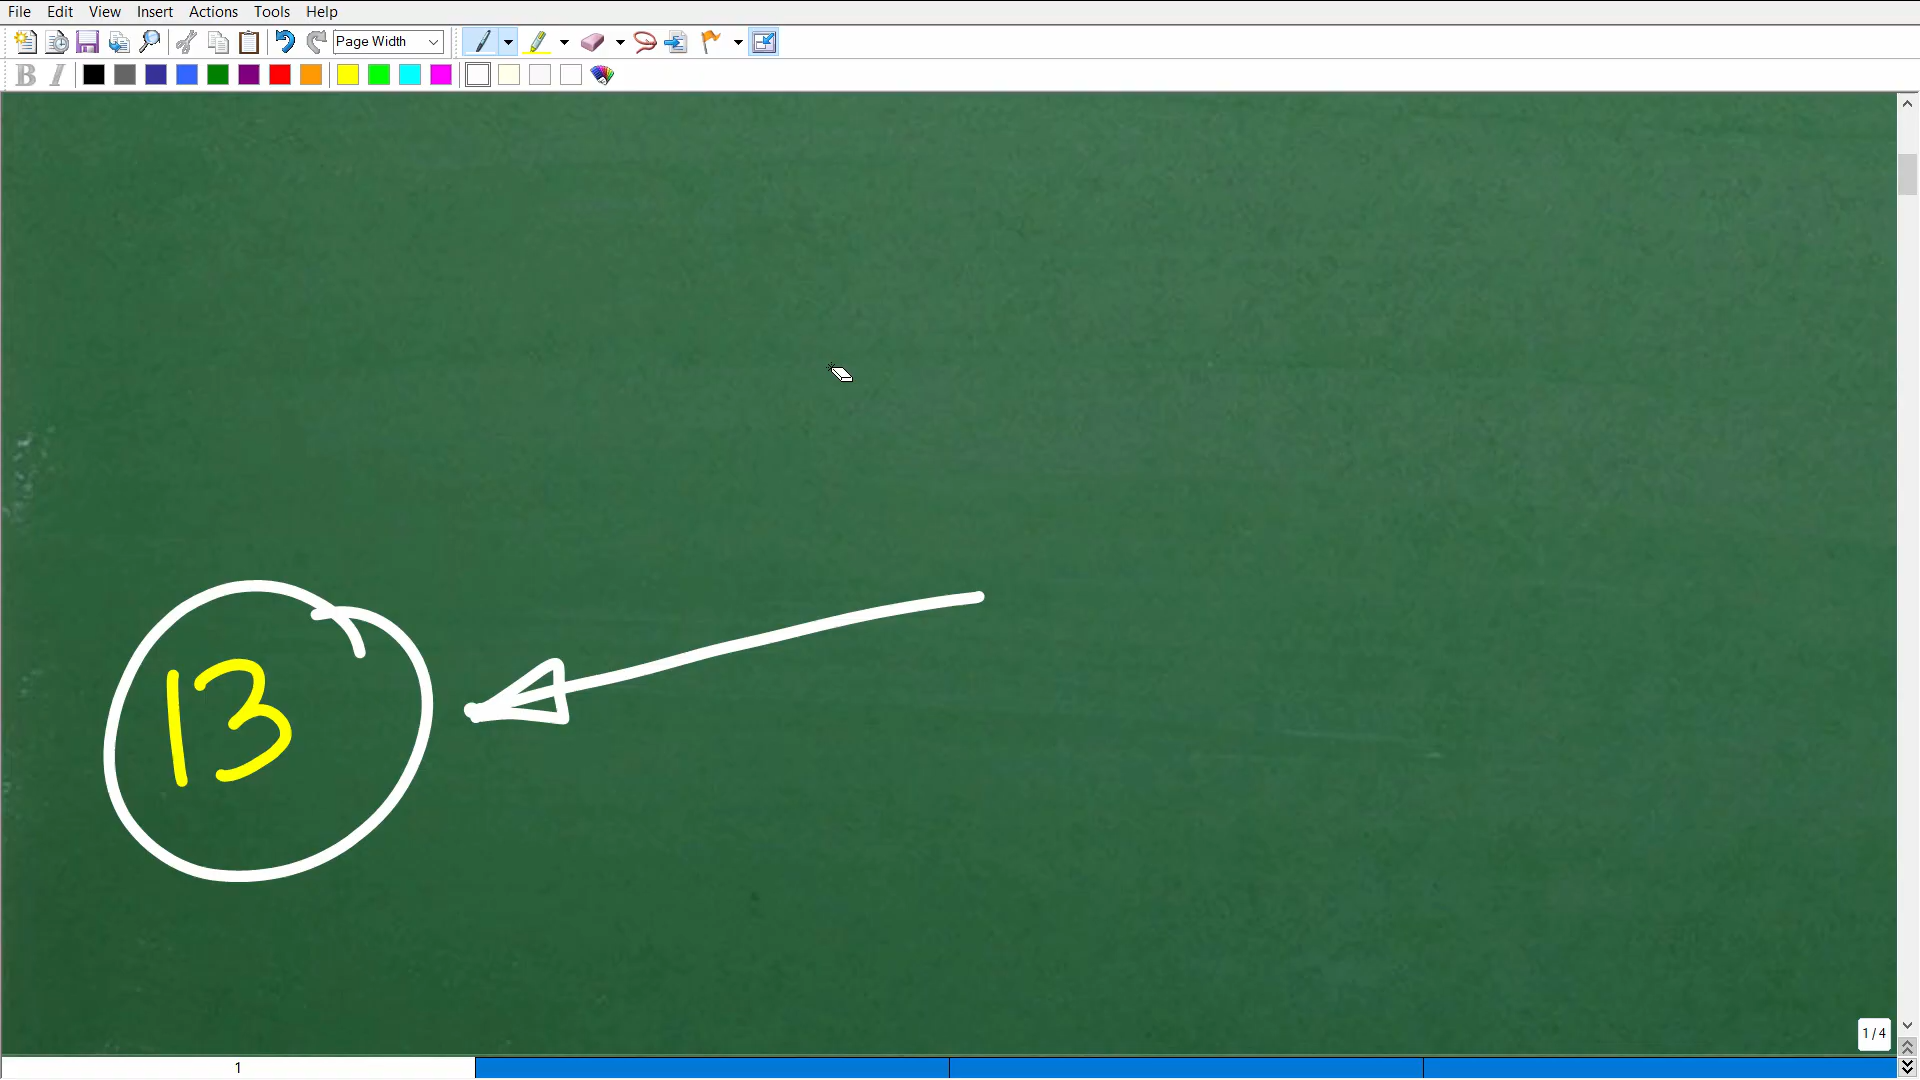 File Edit View Insert Actions Tools Help
Page Width
B I
13
1 / 4
1